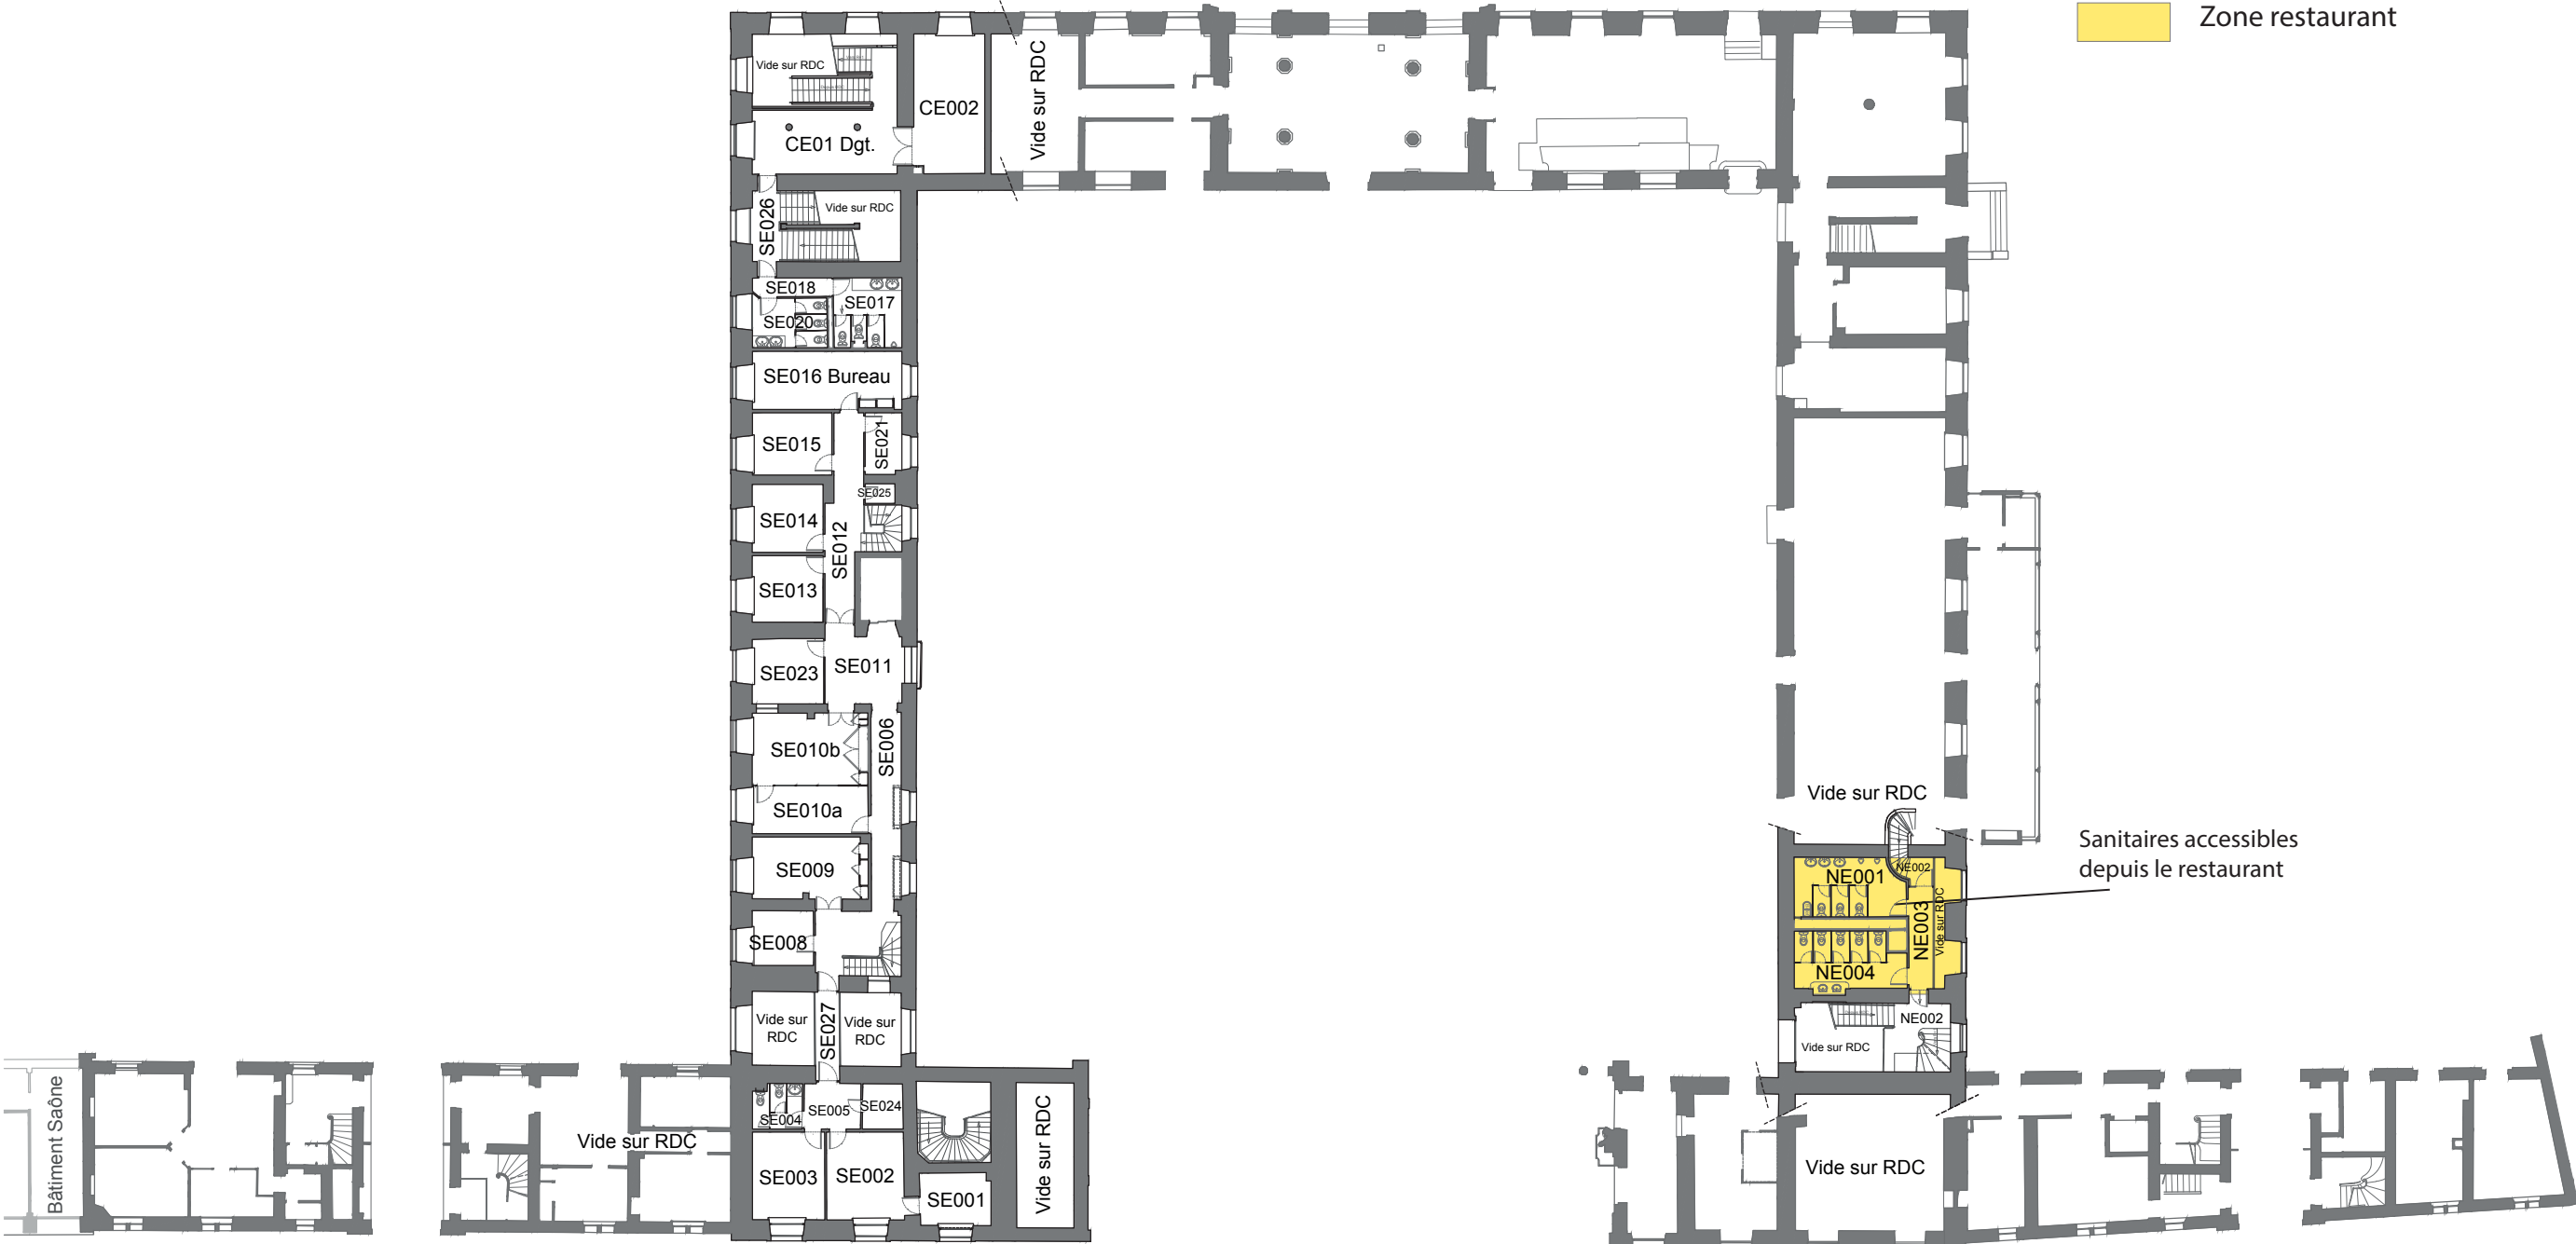 Zone restaurant
Vide sur RDC
CE002
Vide sur RDC
CE01 Dgt.
SE026
Vide sur RDC
SE018
SE017
SE020
SE016 Bureau
SE015
SE021
SE025
SE014
SE012
SE013
SE011
SE023
SE006
SE010b
SE010a
SE009
SE008
Vide sur
RDC
SE027
Vide sur
RDC
SE004
SE005
SE024
SE003
SE002
SE001
Vide sur RDC
Vide sur RDC
Bâtiment Saône
Vide sur RDC
Sanitaires accessibles
depuis le restaurant
NE002
NE001
NE003
Vide sur RDC
NE004
NE002
Vide sur RDC
Vide sur RDC